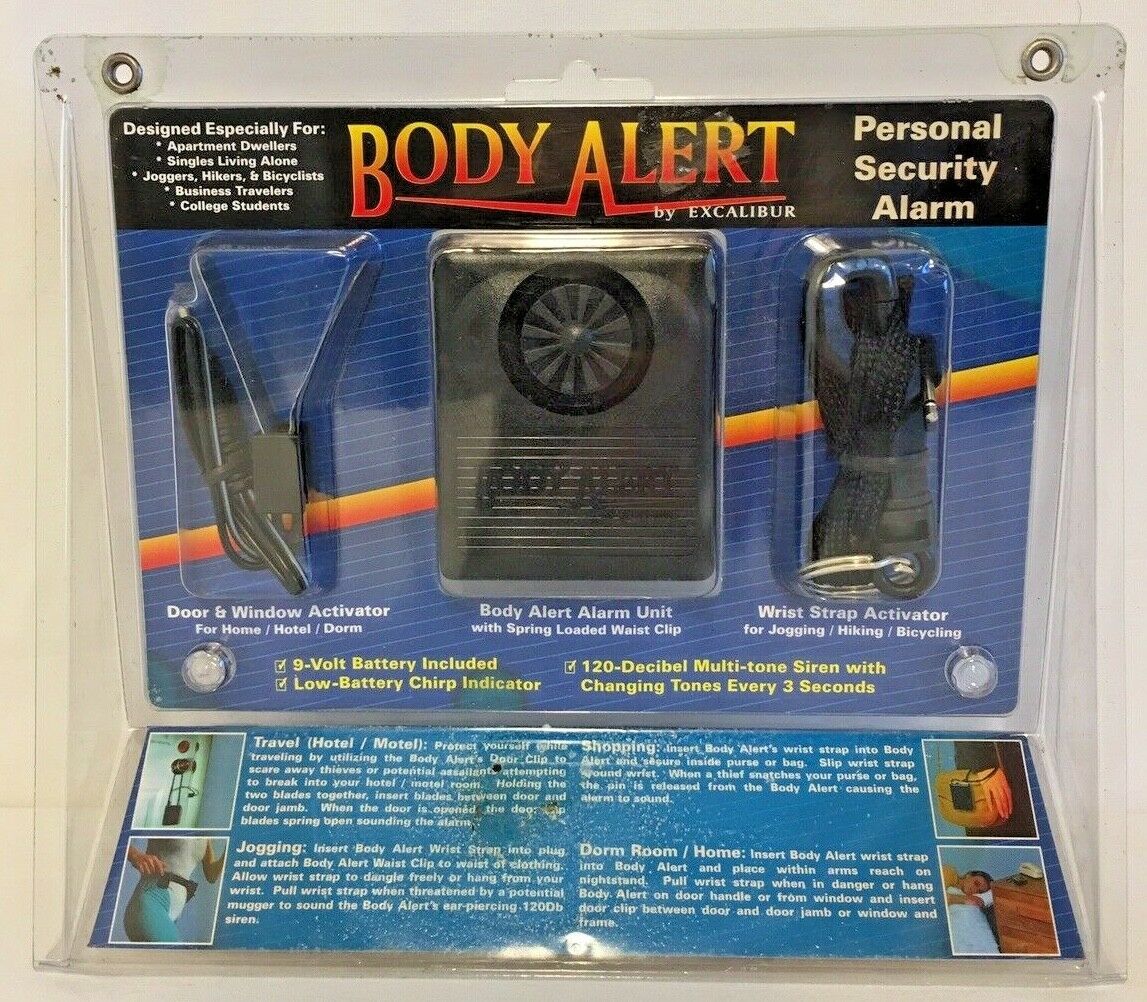 Designed Especially For:
* Apartment Dwellers
* Singles Living Alone
* Joggers, Hikers, & Bicyclists
* Business Travelers
* College Students
BODY ALERT
by EXCALIBUR
Personal
Security
Alarm
BODY ALERT
Door & Window Activator
For Home / Hotel / Dorm
Body Alert Alarm Unit
with Spring Loaded Waist Clip
Wrist Strap Activator
for Jogging / Hiking / Bicycling
☑ 9-Volt Battery Included
☑ Low-Battery Chirp Indicator
☑ 120-Decibel Multi-tone Siren with
Changing Tones Every 3 Seconds
Travel (Hotel / Motel): Protect yourself while
traveling by utilizing the Body Alert's Door Clip to
scare away thieves or potential assailants attempting
to break into your hotel / motel room. Holding the
two blades together, insert blades between door and
door jamb. When the door is opened the door clip
blades spring open sounding the alarm.
Jogging: Insert Body Alert Wrist Strap into plug
and attach Body Alert Waist Clip to waist of clothing.
Allow wrist strap to dangle freely or hang from your
wrist. Pull wrist strap when threatened by a potential
mugger to sound the Body Alert's ear-piercing 120Db
siren.
Shopping: Insert Body Alert's wrist strap into Body
Alert and secure inside purse or bag. Slip wrist strap
around wrist. When a thief snatches your purse or bag,
the pin is released from the Body Alert causing the
alarm to sound.
Dorm Room / Home: Insert Body Alert wrist strap
into Body Alert and place within arms reach on
nightstand. Pull wrist strap when in danger or hang
Body Alert on door handle or from window and insert
door clip between door and door jamb or window and
frame.